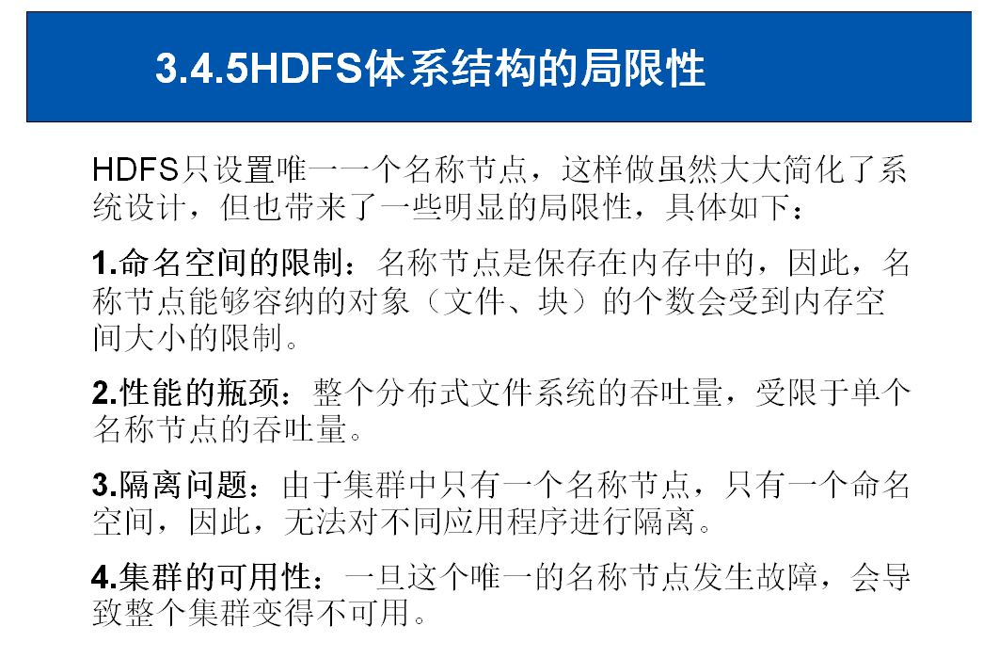 3.4.5HDFS体系结构的局限性
HDFS只设置唯一一个名称节点，这样做虽然大大简化了系
统设计，但也带来了一些明显的局限性，具体如下：
1.命名空间的限制：名称节点是保存在内存中的，因此，名
称节点能够容纳的对象（文件、块）的个数会受到内存空
间大小的限制。
2.性能的瓶颈：整个分布式文件系统的吞吐量，受限于单个
名称节点的吞吐量。
3.隔离问题：由于集群中只有一个名称节点，只有一个命名
空间，因此，无法对不同应用程序进行隔离。
4.集群的可用性：一旦这个唯一的名称节点发生故障，会导
致整个集群变得不可用。